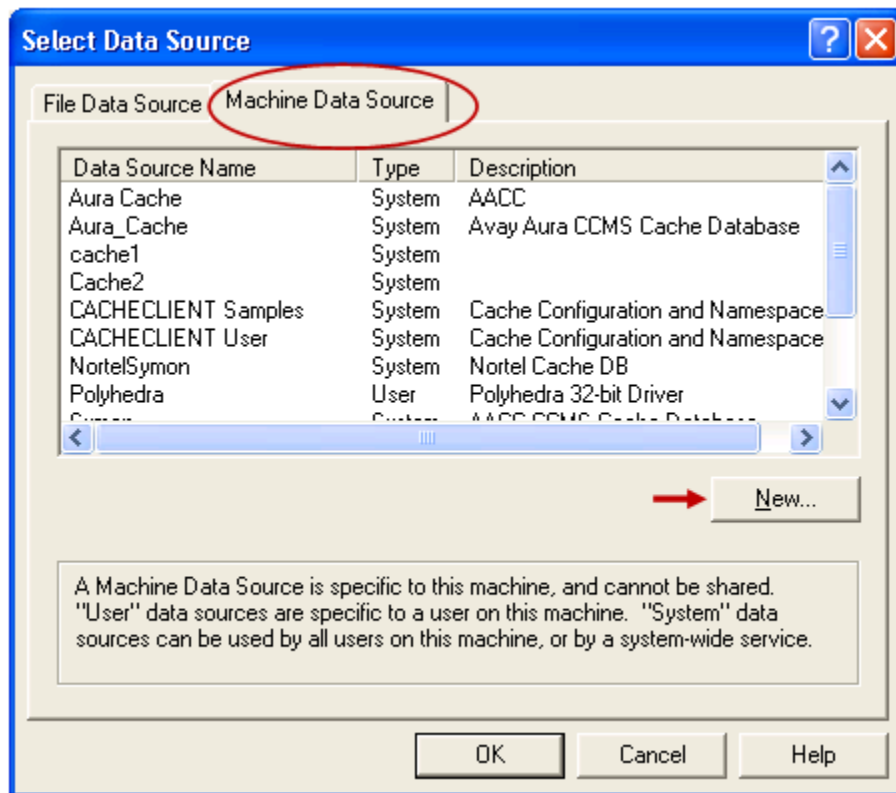 Select Data Source
File Data Source Machine Data Source
Data Source Name Type Description
Aura Cache System AACC
Aura_Cache System Avay Aura CCMS Cache Database
cache1 System
Cache2 System
CACHECLIENT Samples System Cache Configuration and Namespace
CACHECLIENT User System Cache Configuration and Namespace
NortelSymon System Nortel Cache DB
Polyhedra User Polyhedra 32-bit Driver
System AACC CCMS Cache Database
New...
A Machine Data Source is specific to this machine, and cannot be shared.
"User" data sources are specific to a user on this machine. "System" data
sources can be used by all users on this machine, or by a system-wide service.
OK Cancel Help